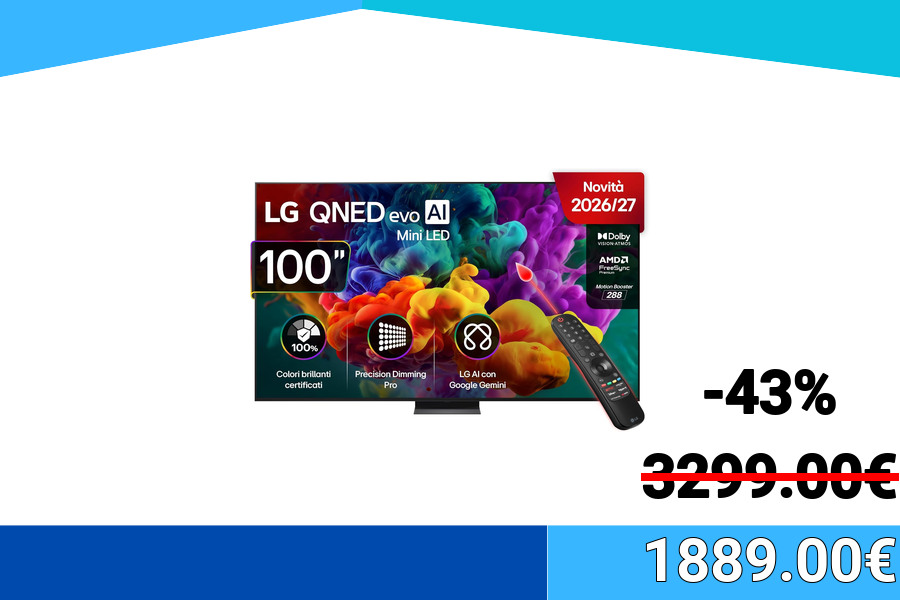 LG QNED evo AI
Mini LED
100"
Novità
2026/27
Dolby
VISION·ATMOS
AMD
FreeSync
Premium
Motion Booster
288
100%
Colori brillanti
certificati
Precision Dimming
Pro
LG AI con
Google Gemini
-43%
3299.00€
1889.00€